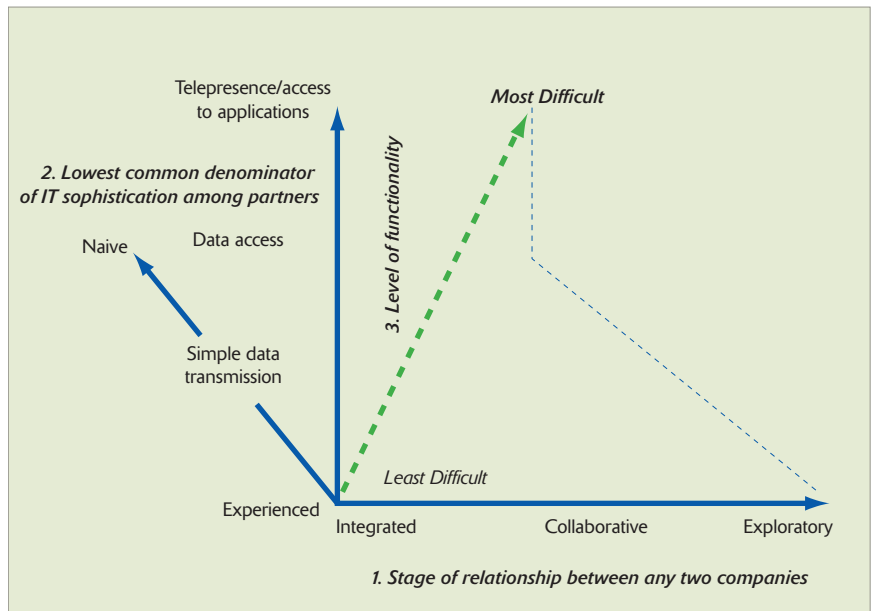 Telepresence/access
to applications
Most Difficult
2. Lowest common denominator
of IT sophistication among partners
3. Level of functionality
Data access
Naive
Simple data
transmission
Least Difficult
Experienced
Integrated
Collaborative
Exploratory
1. Stage of relationship between any two companies